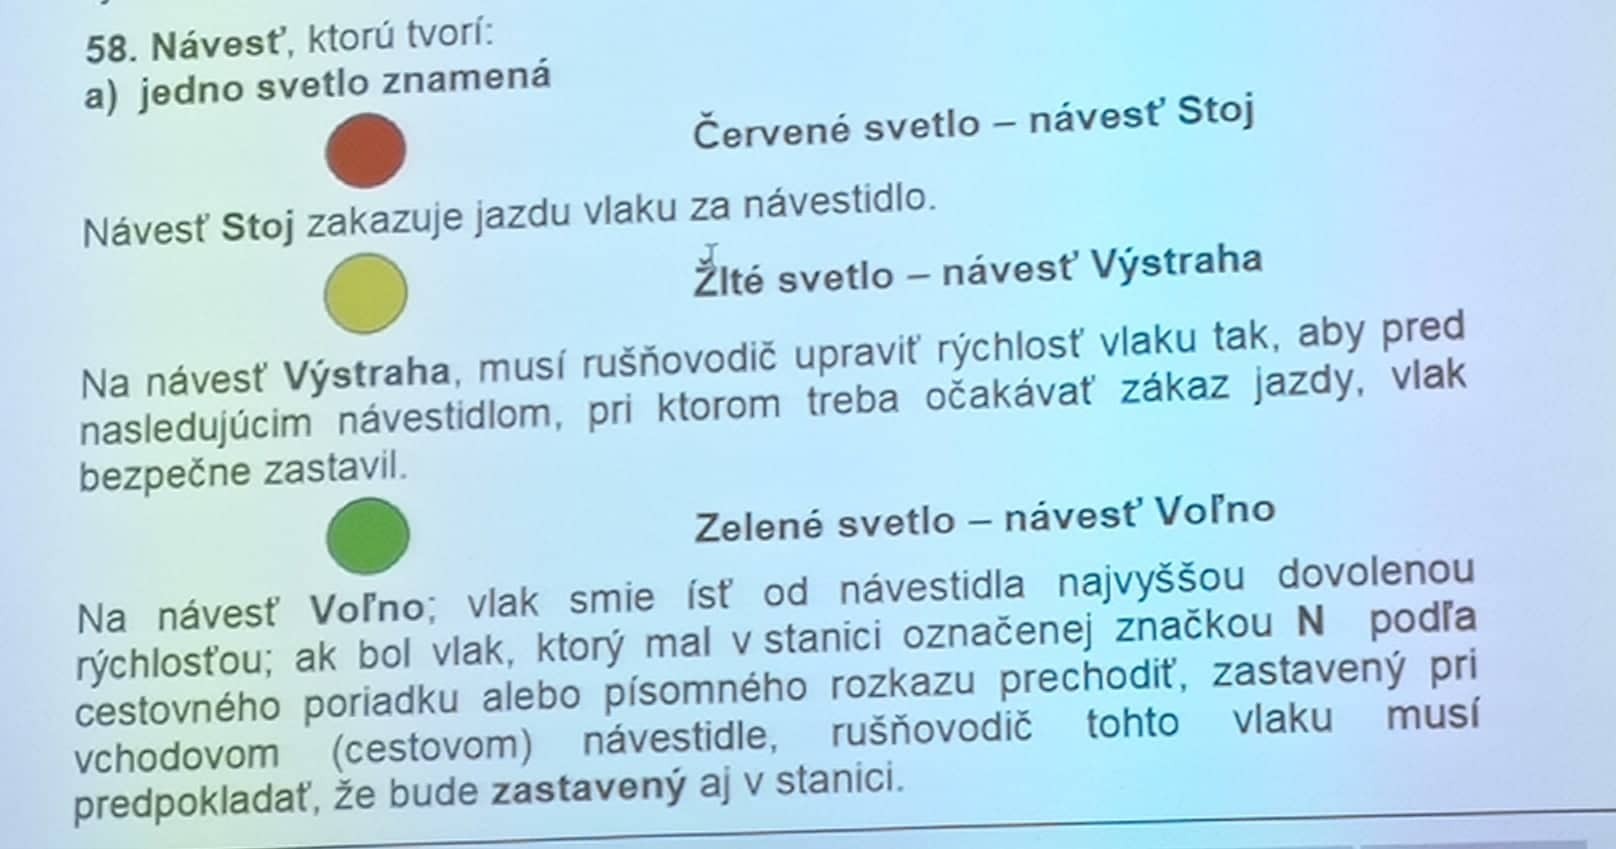 58. Návesť, ktorú tvorí:
a) jedno svetlo znamená
Červené svetlo – návesť Stoj
Návesť Stoj zakazuje jazdu vlaku za návestidlo.
Žlté svetlo – návesť Výstraha
Na návesť Výstraha, musí rušňovodič upraviť rýchlosť vlaku tak, aby pred
nasledujúcim návestidlom, pri ktorom treba očakávať zákaz jazdy, vlak
bezpečne zastavil.
Zelené svetlo – návesť Voľno
Na návesť Voľno; vlak smie ísť od návestidla najvyššou dovolenou
rýchlosťou; ak bol vlak, ktorý mal v stanici označenej značkou N podľa
cestovného poriadku alebo písomného rozkazu prechodiť, zastavený pri
vchodovom (cestovom) návestidle, rušňovodič tohto vlaku musí
predpokladať, že bude zastavený aj v stanici.